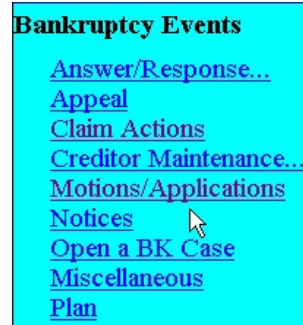 Bankruptcy Events
Answer/Response...
Appeal
Claim Actions
Creditor Maintenance...
Motions/Applications
Notices
Open a BK Case
Miscellaneous
Plan